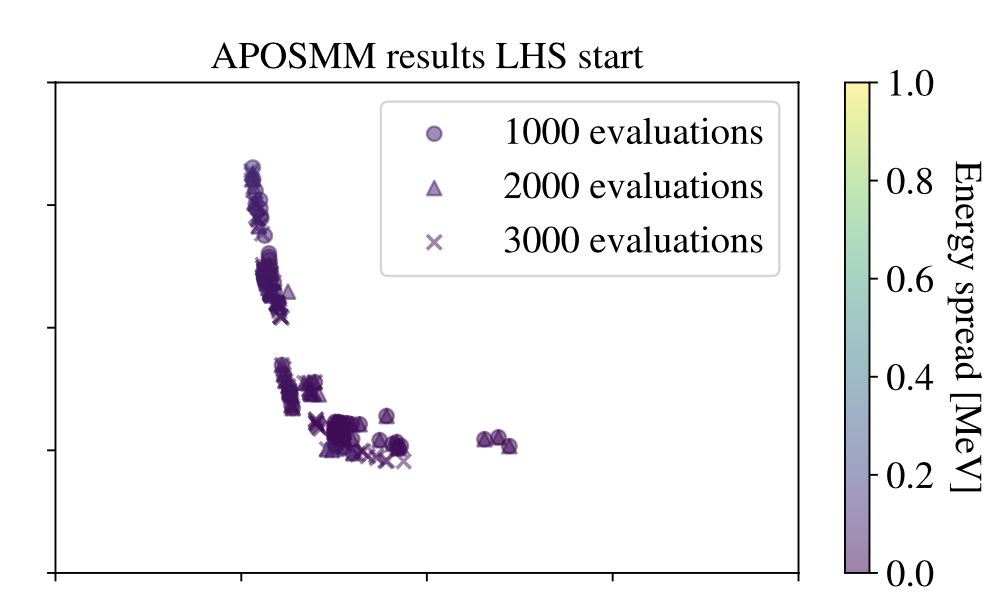 APOSMM results LHS start
1000 evaluations
2000 evaluations
3000 evaluations
1.0
0.8
0.6
0.4
0.2
0.0
Energy spread [MeV]